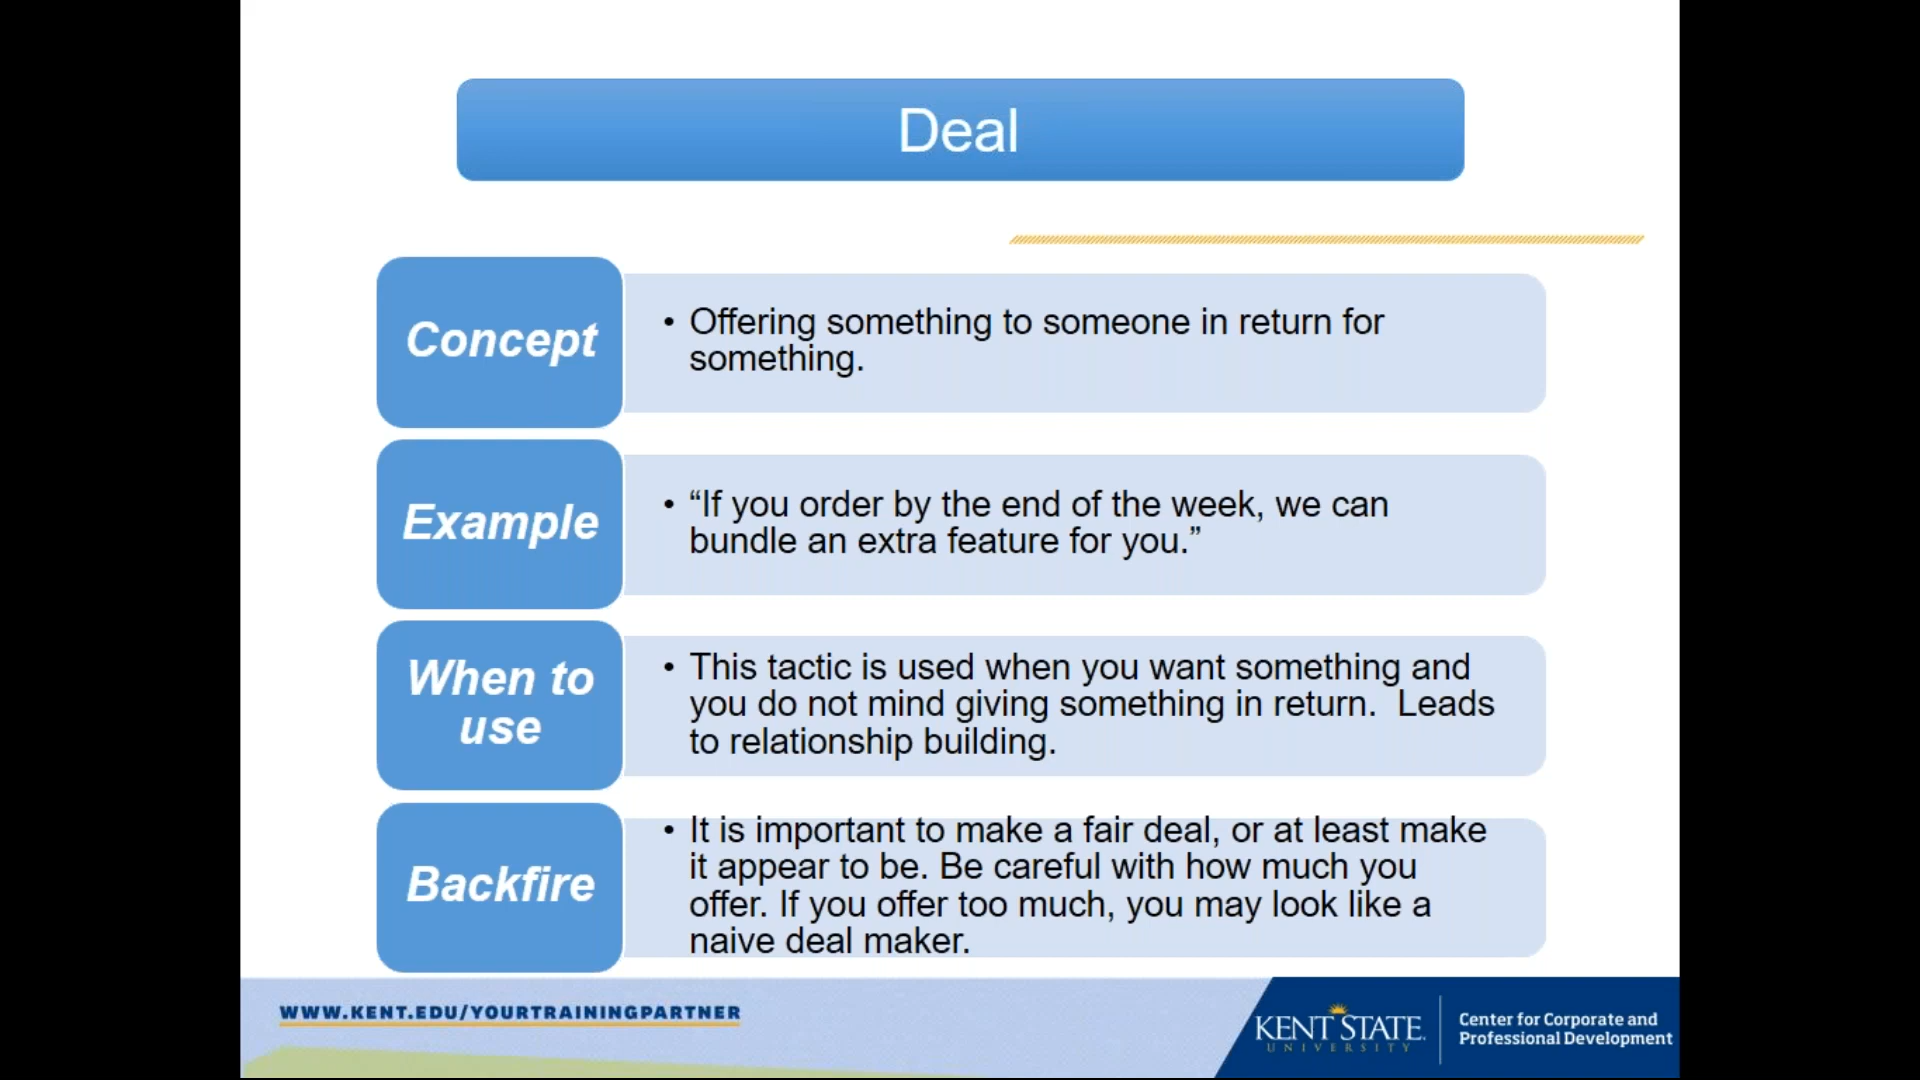 Deal
Concept
• Offering something to someone in return for
something.
Example
• “If you order by the end of the week, we can
bundle an extra feature for you.”
When to
use
• This tactic is used when you want something and
you do not mind giving something in return.  Leads
to relationship building.
Backfire
• It is important to make a fair deal, or at least make
it appear to be. Be careful with how much you
offer. If you offer too much, you may look like a
naive deal maker.
WWW.KENT.EDU/YOURTRAININGPARTNER
KENT STATE
UNIVERSITY
Center for Corporate and
Professional Development